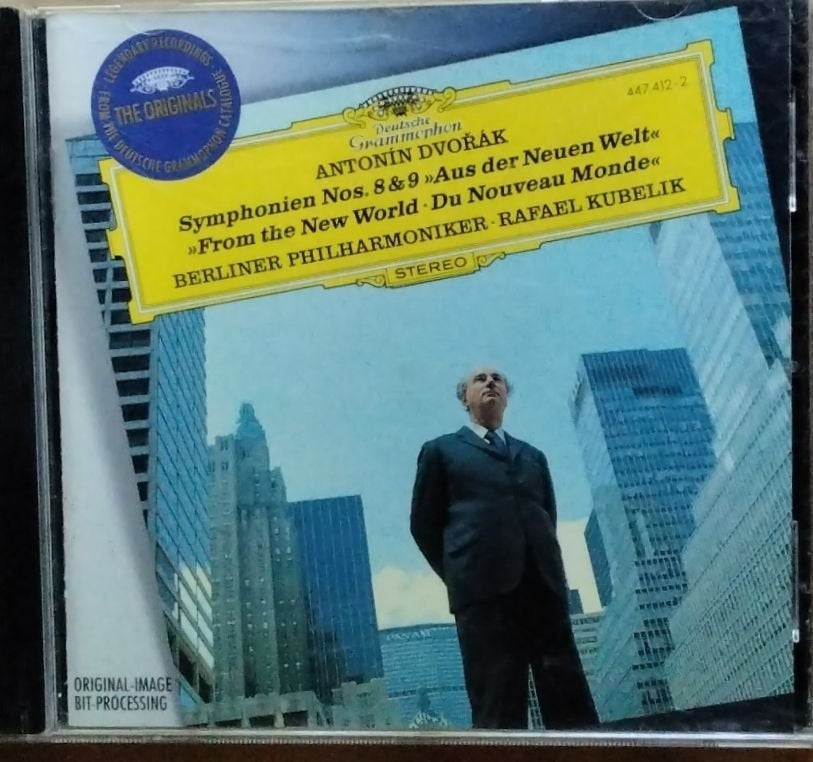 ·LEGENDARY RECORDINGS·
THE ORIGINALS
FROM THE DEUTSCHE GRAMMOPHON CATALOGUE
447 412-2
Deutsche
Grammophon
ANTONÍN DVOŘÁK
Symphonien Nos. 8 & 9 »Aus der Neuen Welt«
»From the New World · Du Nouveau Monde«
BERLINER PHILHARMONIKER · RAFAEL KUBELIK
STEREO
PAN AM
ORIGINAL-IMAGE
BIT-PROCESSING